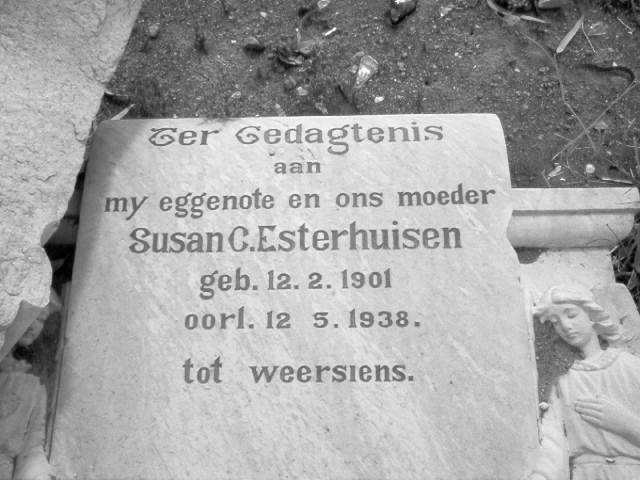 Ter Gedagtenis
aan
my eggenote en ons moeder
Susan C. Esterhuisen
geb. 12. 2. 1901
oorl. 12 3. 1938.
tot weersiens.